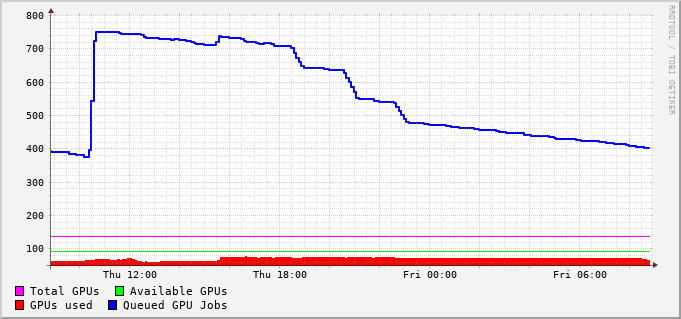 800
700
600
500
400
300
200
100
Thu 12:00 Thu 18:00 Fri 00:00 Fri 06:00
Total GPUs Available GPUs
GPUs used Queued GPU Jobs
RRDTOOL / TOBI OETIKER